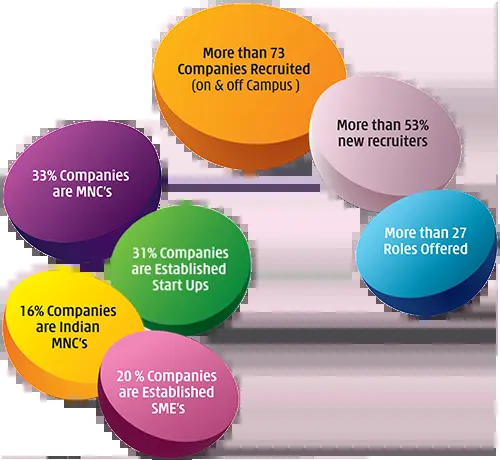 More than 73
Companies Recruited
(on & off Campus )
More than 53%
new recruiters
33% Companies
are MNC's
More than 27
Roles Offered
31% Companies
are Established
Start Ups
16% Companies
are Indian
MNC's
20 % Companies
are Established
SME's